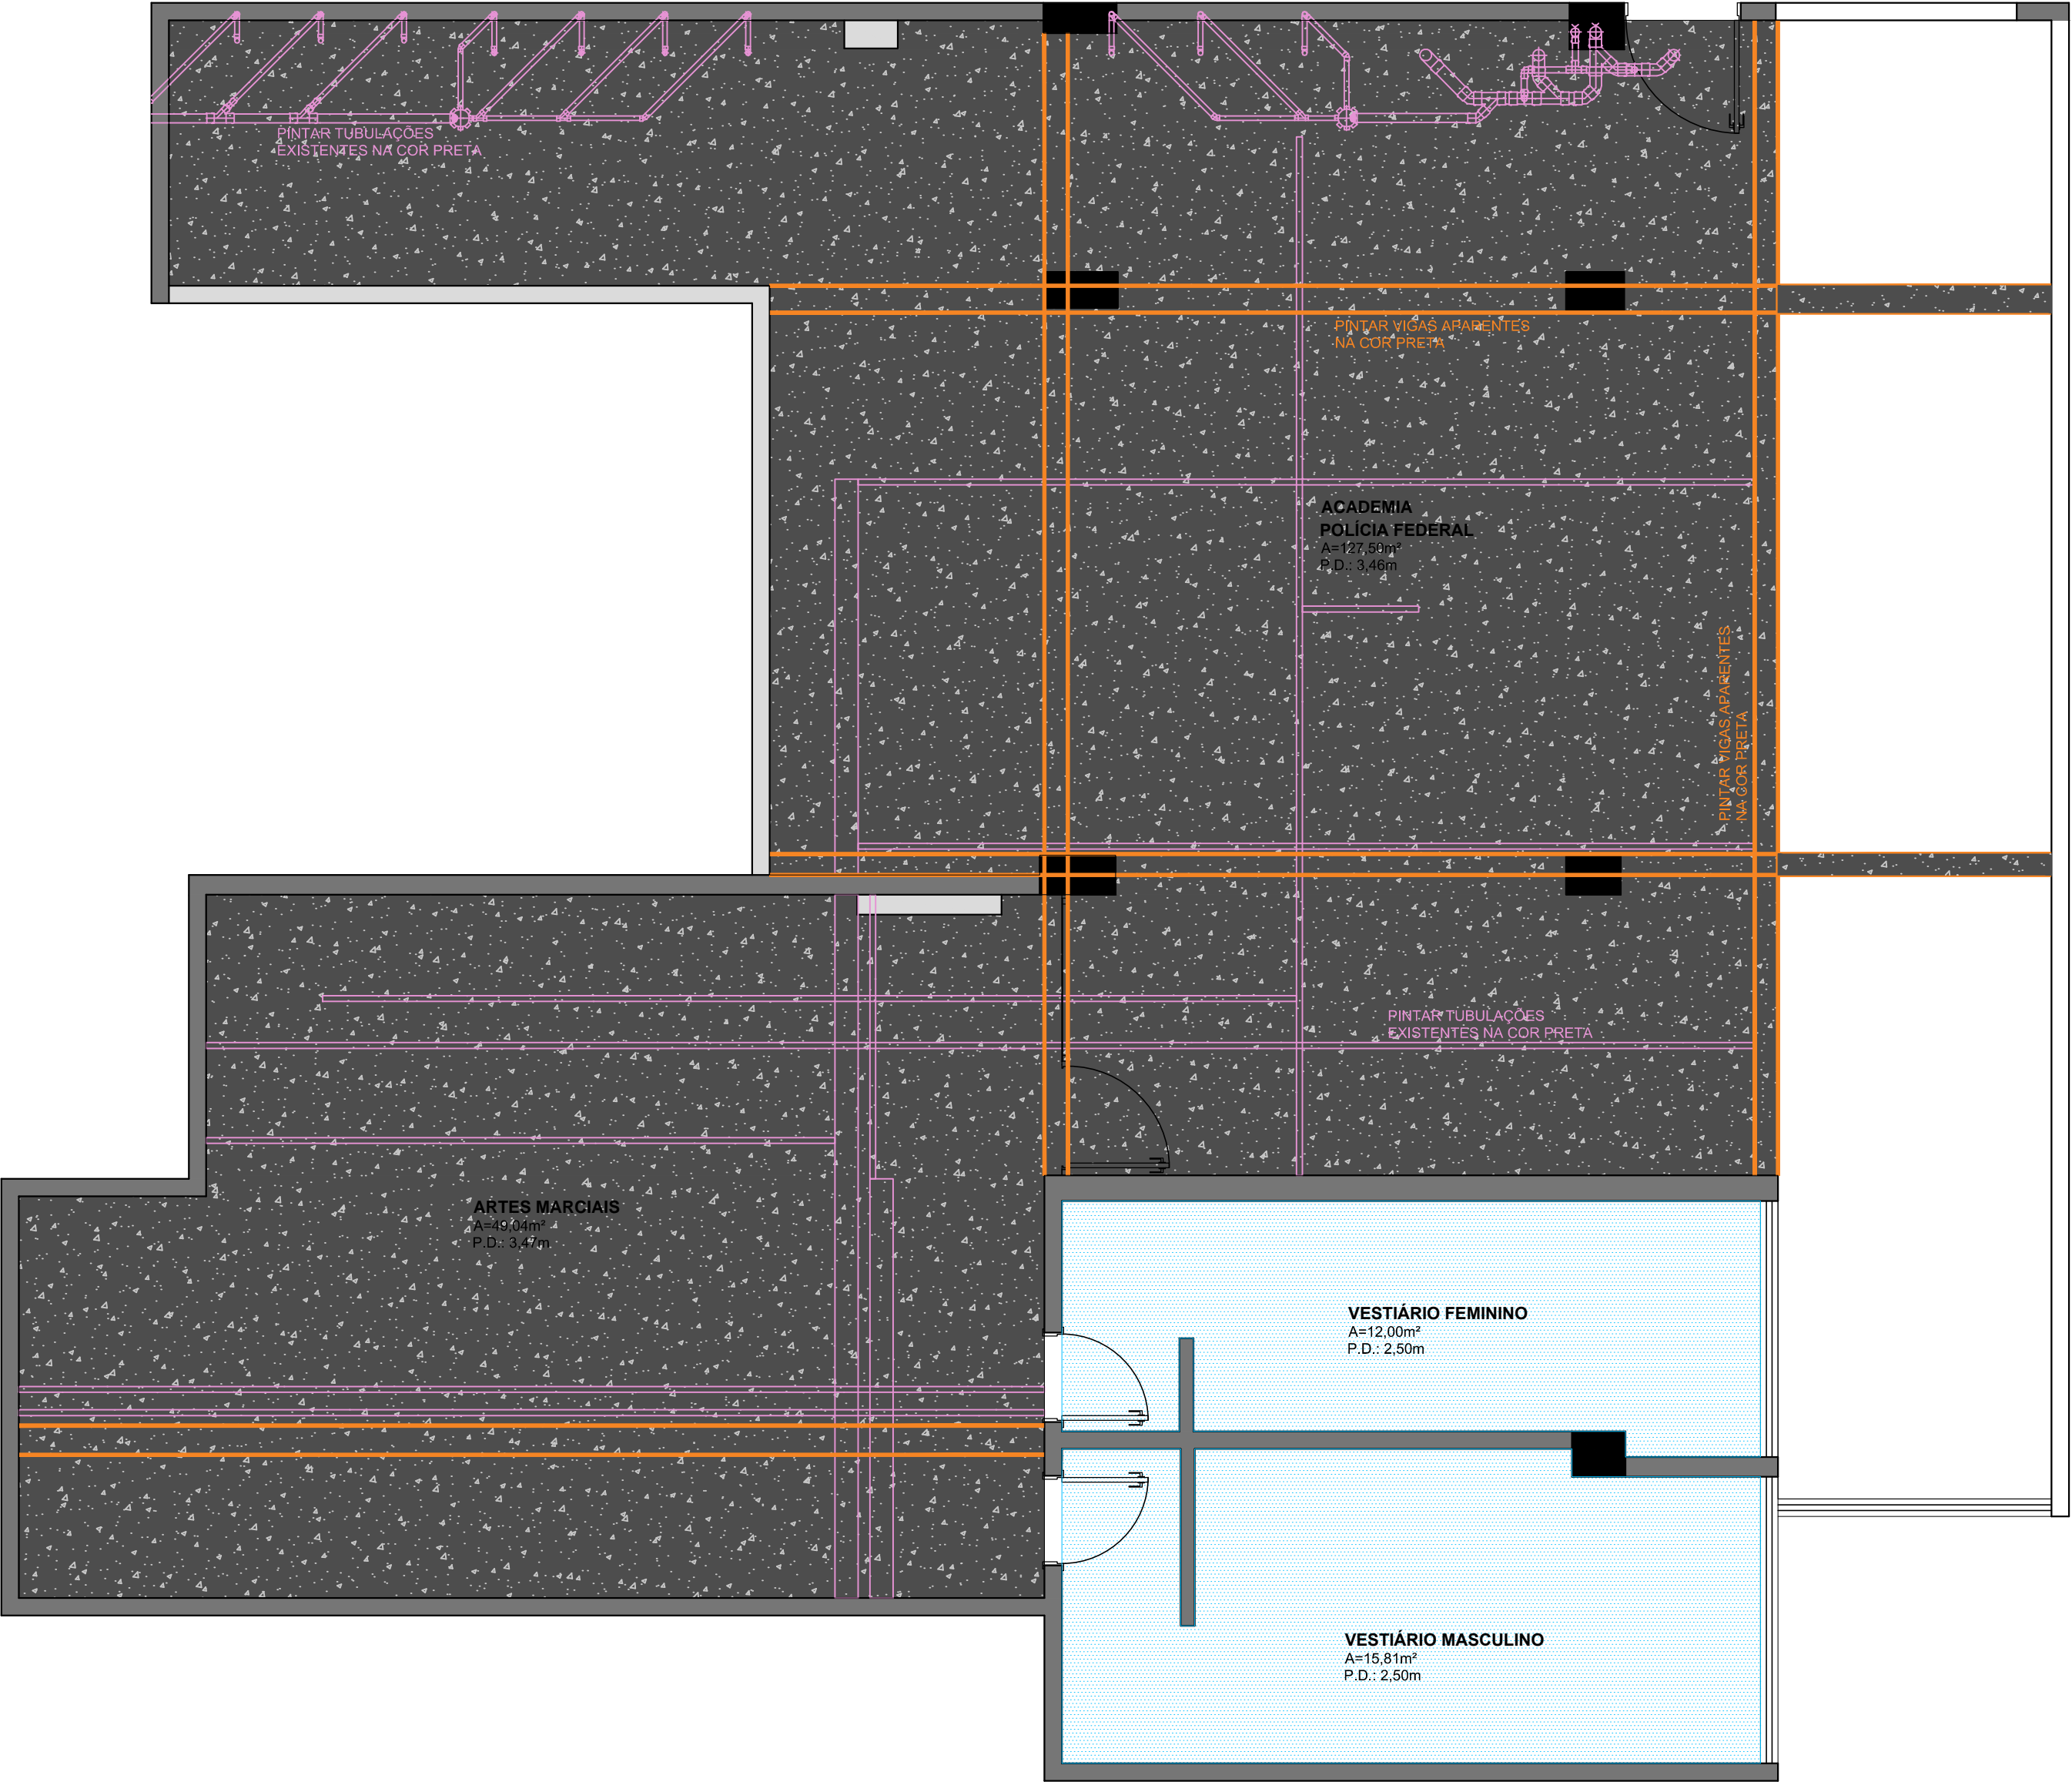 PINTAR TUBULAÇÕES
EXISTENTES NA COR PRETA
PINTAR VIGAS APARENTES
NA COR PRETA
ACADEMIA
POLÍCIA FEDERAL
A=127,50m²
P.D.: 3,46m
PINTAR VIGAS APARENTES
NA COR PRETA
PINTAR TUBULAÇÕES
EXISTENTES NA COR PRETA
ARTES MARCIAIS
A=49,04m²
P.D.: 3,47m
VESTIÁRIO FEMININO
A=12,00m²
P.D.: 2,50m
VESTIÁRIO MASCULINO
A=15,81m²
P.D.: 2,50m